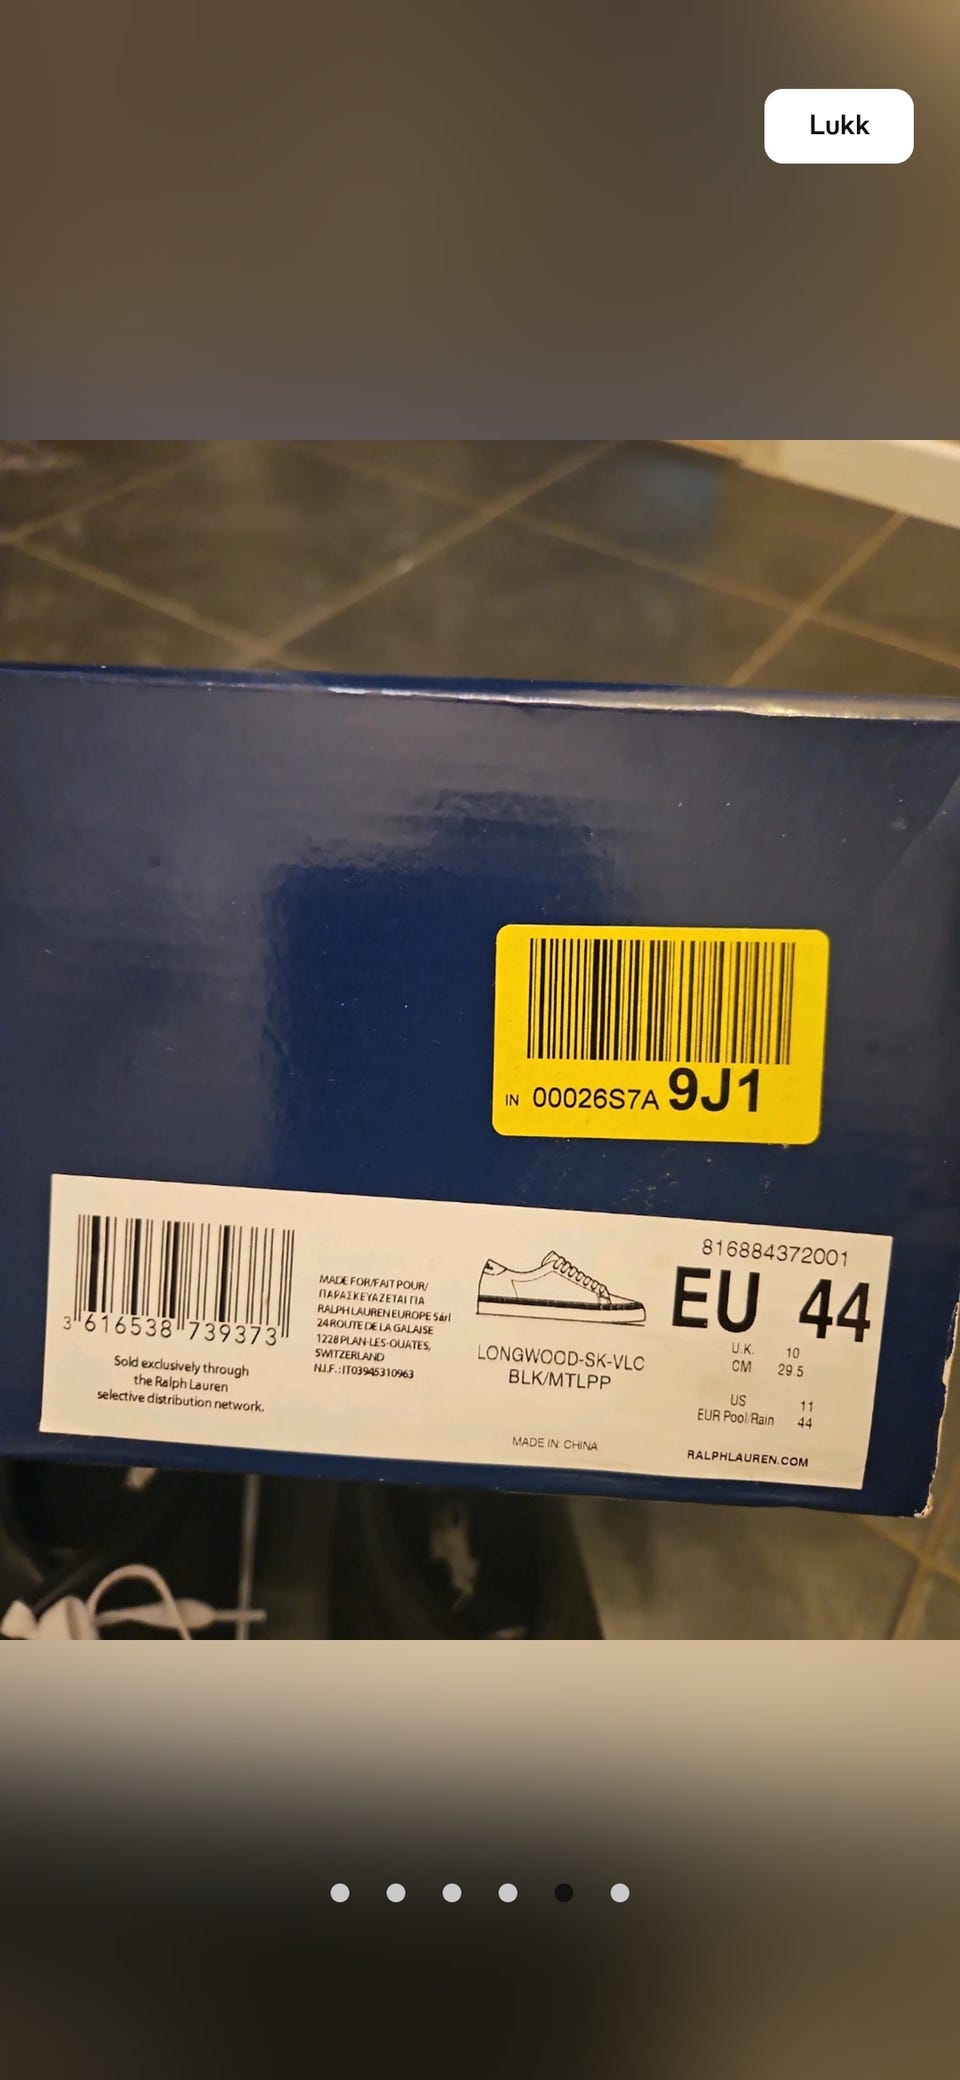 Lukk
IN 00026S7A 9J1
3 616538 739373
Sold exclusively through
the Ralph Lauren
selective distribution network.
MADE FOR/FAIT POUR/
ΠΑΡΑΣΚΕΥΑΖΕΤΑΙ ΓΙΑ
RALPH LAUREN EUROPE Sàrl
24 ROUTE DE LA GALAISE
1228 PLAN-LES-OUATES,
SWITZERLAND
N.I.F.:IT03945310963
LONGWOOD-SK-VLC
BLK/MTLPP
MADE IN CHINA
816884372001
EU 44
U.K. 10
CM 29.5
US 11
EUR Pool/Rain 44
RALPHLAUREN.COM